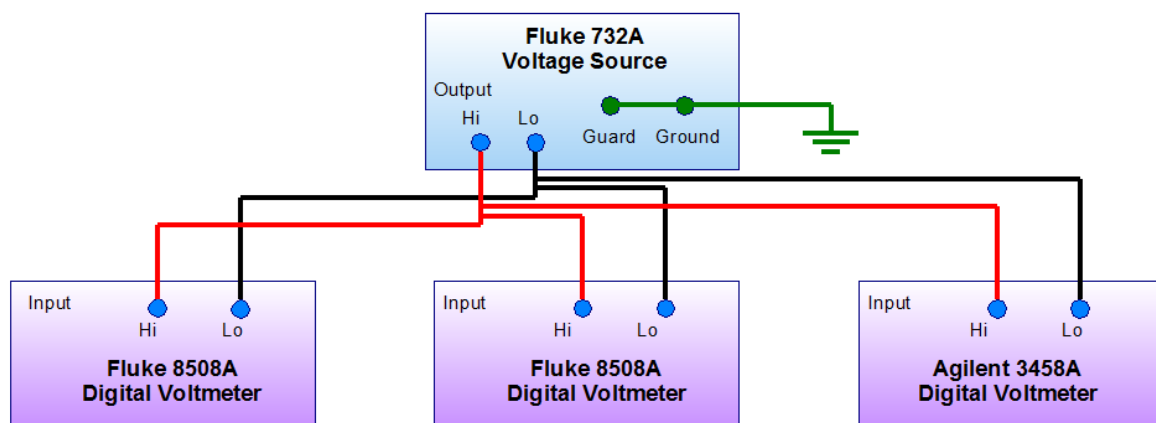 Fluke 732A
Voltage Source
Output
Hi
Lo
Guard
Ground
Input
Hi
Lo
Fluke 8508A
Digital Voltmeter
Input
Hi
Lo
Fluke 8508A
Digital Voltmeter
Input
Hi
Lo
Agilent 3458A
Digital Voltmeter